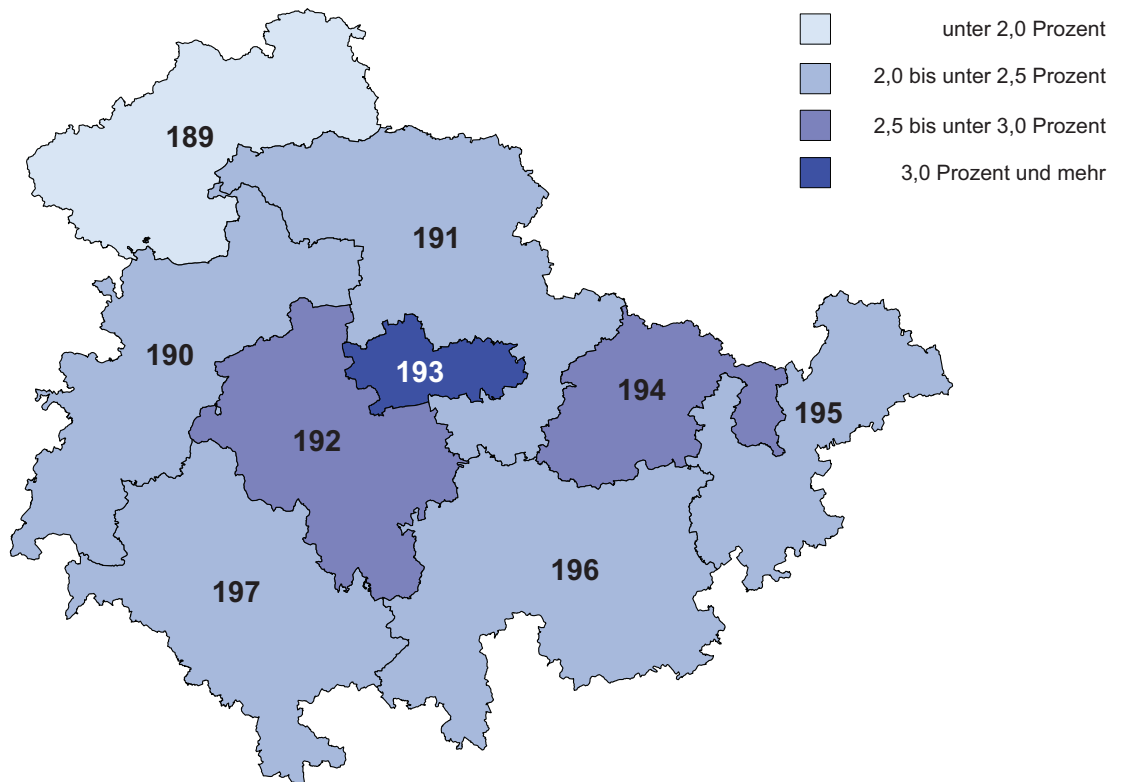 unter 2,0 Prozent
2,0 bis unter 2,5 Prozent
2,5 bis unter 3,0 Prozent
3,0 Prozent und mehr
189
191
190
193
194
195
192
196
197